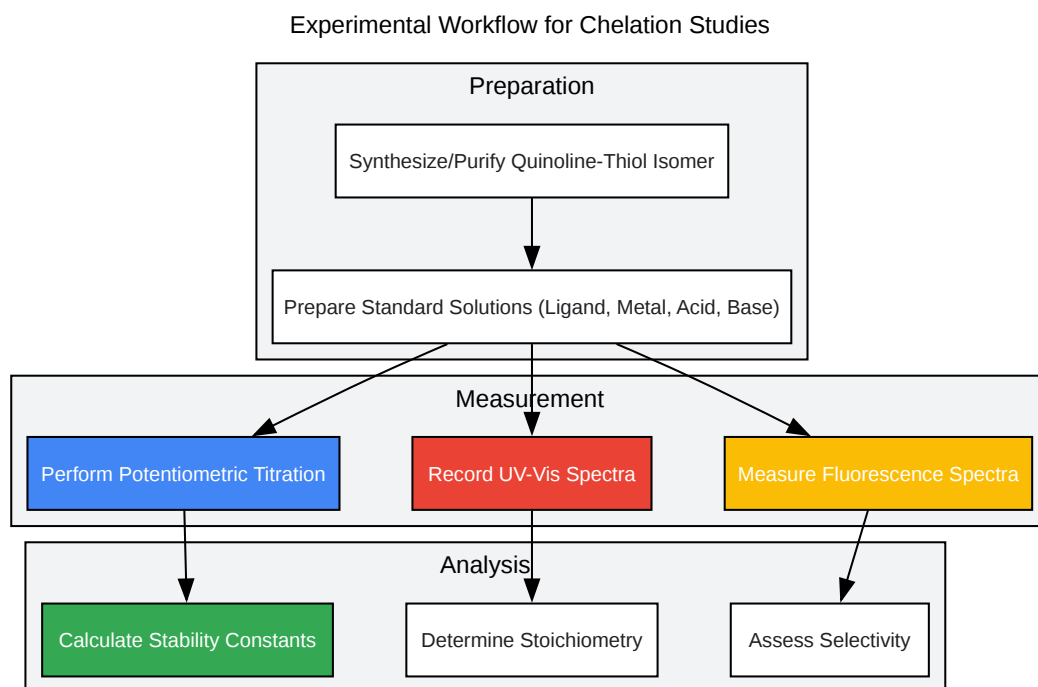 Experimental Workflow for Chelation Studies
Preparation
Synthesize/Purify Quinoline-Thiol Isomer
Prepare Standard Solutions (Ligand, Metal, Acid, Base)
Measurement
Perform Potentiometric Titration
Record UV-Vis Spectra
Measure Fluorescence Spectra
Analysis
Calculate Stability Constants
Determine Stoichiometry
Assess Selectivity